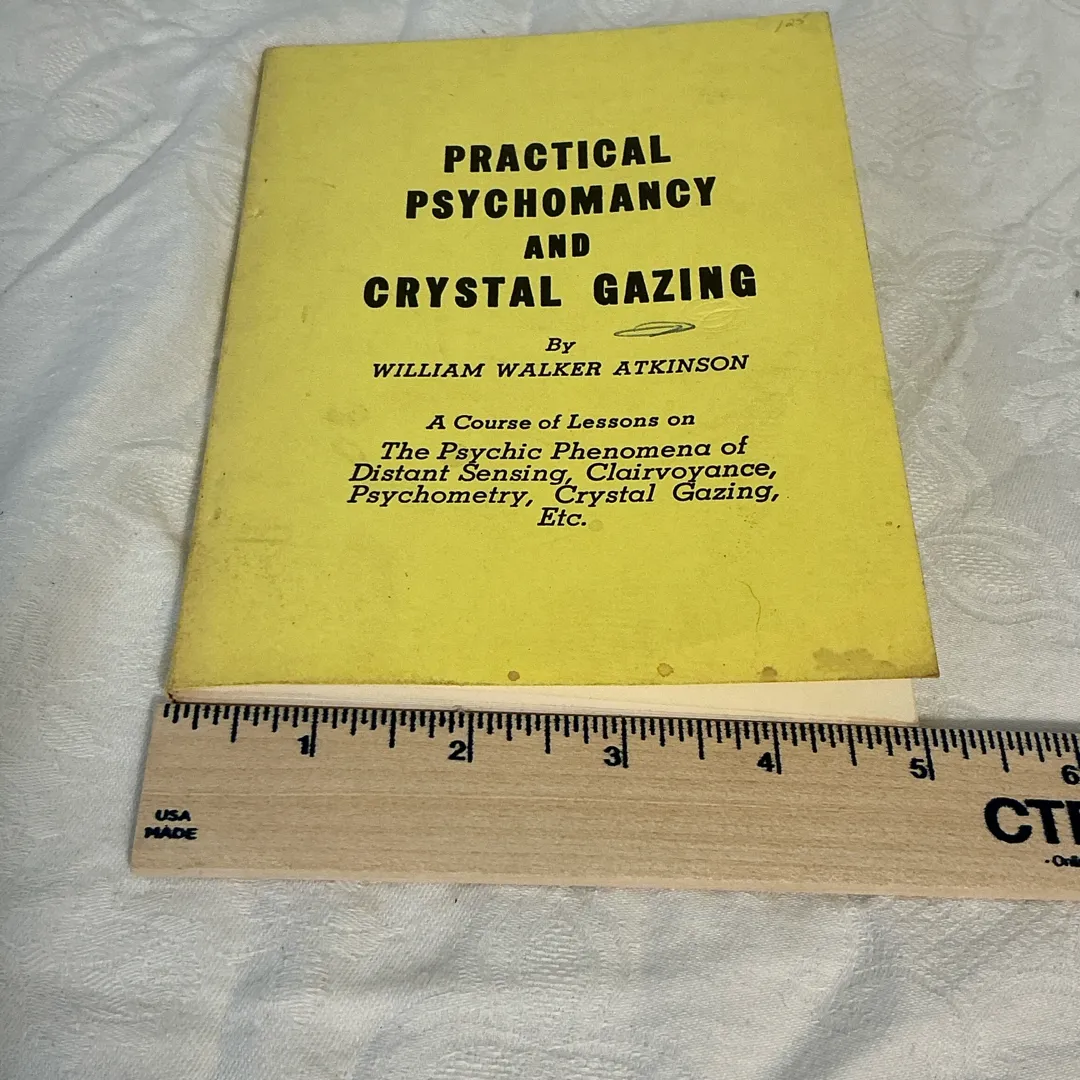 125
PRACTICAL
PSYCHOMANCY
AND
CRYSTAL GAZING
By
WILLIAM WALKER ATKINSON
A Course of Lessons on
The Psychic Phenomena of
Distant Sensing, Clairvoyance,
Psychometry, Crystal Gazing,
Etc.
1 2 3 4 5 6
USA
MADE